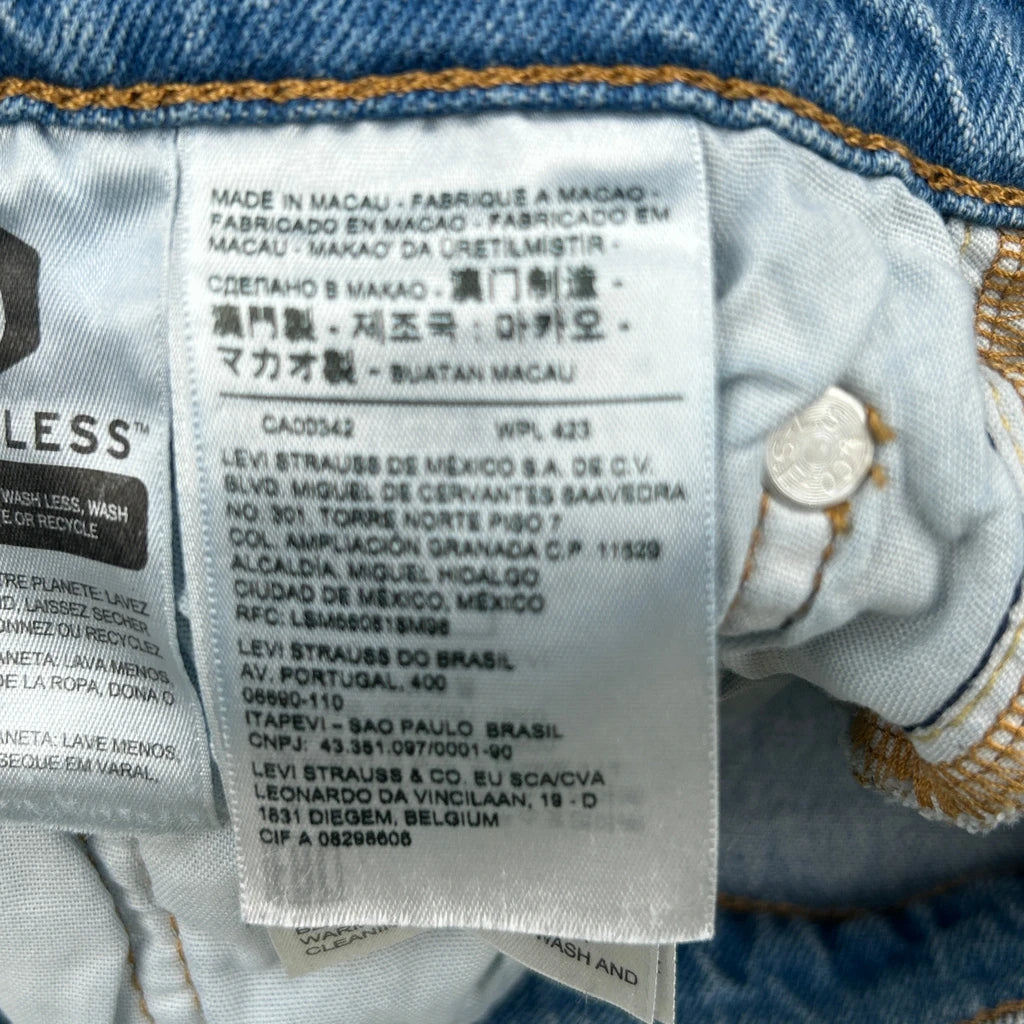 MADE IN MACAU - FABRIQUE A MACAO -
FABRICADO EN MACAO - FABRICADO EM
MACAU - MAKAO' DA ÜRETILMISTIR -
СДЕЛАНО В МАКАО - 澳门制造 -
澳門製 - 제조국 : 마카오 -
マカオ製 - BUATAN MACAU
CA00342 WPL 423
LEVI STRAUSS DE MÉXICO S.A. DE C.V.
BLVD. MIGUEL DE CERVANTES SAAVEDRA
NO. 301, TORRE NORTE PISO 7
COL. AMPLIACIÓN GRANADA C.P. 11529
ALCALDÍA, MIGUEL HIDALGO
CIUDAD DE MÉXICO, MÉXICO
RFC:
LEVI STRAUSS DO BRASIL
AV. PORTUGAL, 400
06690-110
ITAPEVI - SAO PAULO BRASIL
CNPJ: 43.351.097/0001-90
LEVI STRAUSS & CO. EU SCA/CVA
LEONARDO DA VINCILAAN, 19 - D
1831 DIEGEM, BELGIUM
CIF A 08298608
LESS™
WASH LESS, WASH
E OR RECYCLE
TRE PLANETE: LAVEZ
ID, LAISSEZ SECHER
ONNEZ OU RECYCLEZ
ANETA: LAVA MENOS
DE LA ROPA, DONA O
ANETA: LAVE MENOS,
SEQUE EM VARAL,
WAR
CLEANI
WASH AND